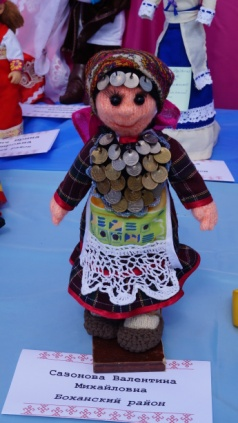 Сазонова Валентина
Михайловна
Боханский район